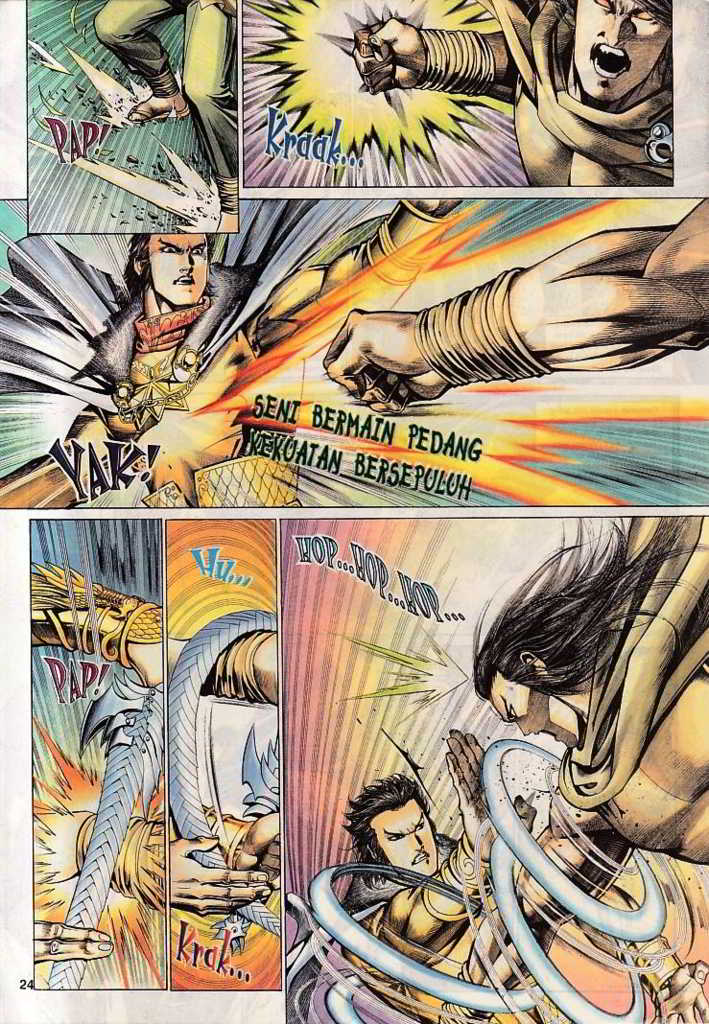 PAP!
Kraak...
YAK!
SENI BERMAIN PEDANG
KEKUATAN BERSEPULUH
PAP!
Hu...
Krak...
HOP...HOP...HOP...
24